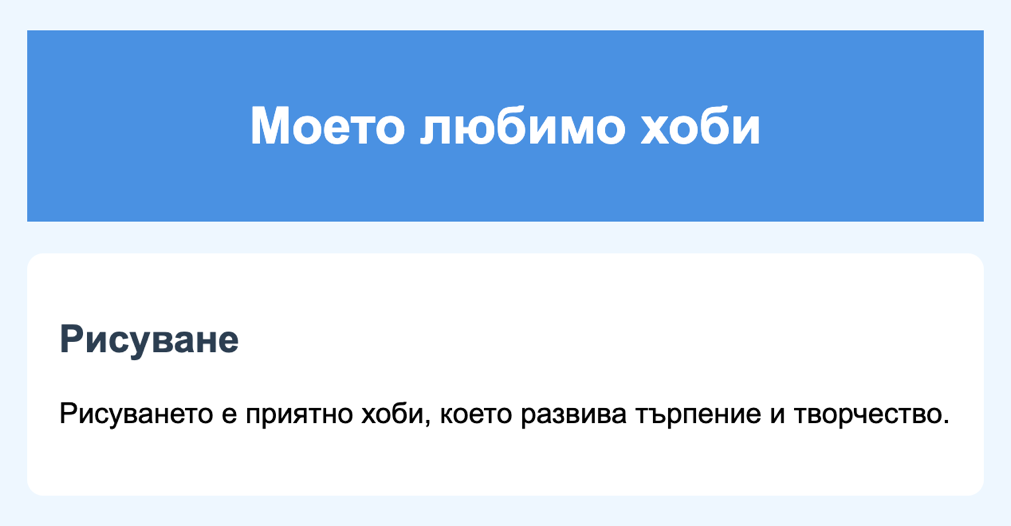 Моето любимо хоби
Рисуване
Рисуването е приятно хоби, което развива търпение и творчество.